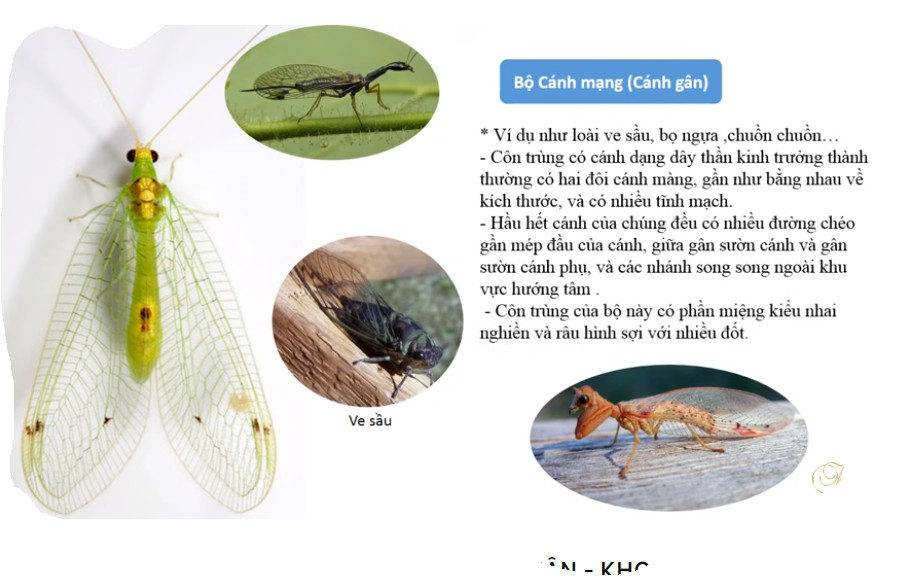 Bộ Cánh mạng (Cánh gân)
* Ví dụ như loài ve sầu, bọ ngựa ,chuồn chuồn…
- Côn trùng có cánh dạng dây thần kinh trưởng thành
thường có hai đôi cánh màng, gần như bằng nhau về
kích thước, và có nhiều tĩnh mạch.
- Hầu hết cánh của chúng đều có nhiều đường chéo
gần mép đầu của cánh, giữa gân sườn cánh và gân
sườn cánh phụ, và các nhánh song song ngoài khu
vực hướng tâm .
- Côn trùng của bộ này có phần miệng kiểu nhai
nghiền và râu hình sợi với nhiều đốt.
Ve sầu